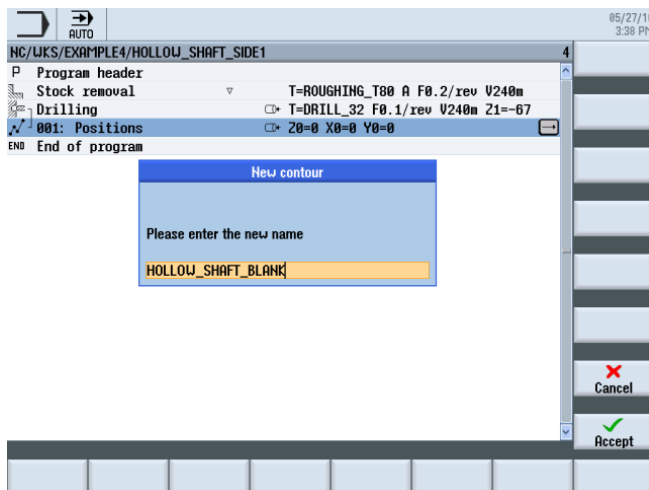 05/27/1
3:38 PM
AUTO
NC/WKS/EXAMPLE4/HOLLOW_SHAFT_SIDE1 4
P Program header
Stock removal ▽ T=ROUGHING_T80 A F0.2/rev V240m
Drilling T=DRILL_32 F0.1/rev V240m Z1=-67
001: Positions Z0=0 X0=0 Y0=0
END End of program
New contour
Please enter the new name
HOLLOW_SHAFT_BLANK
Cancel
Accept